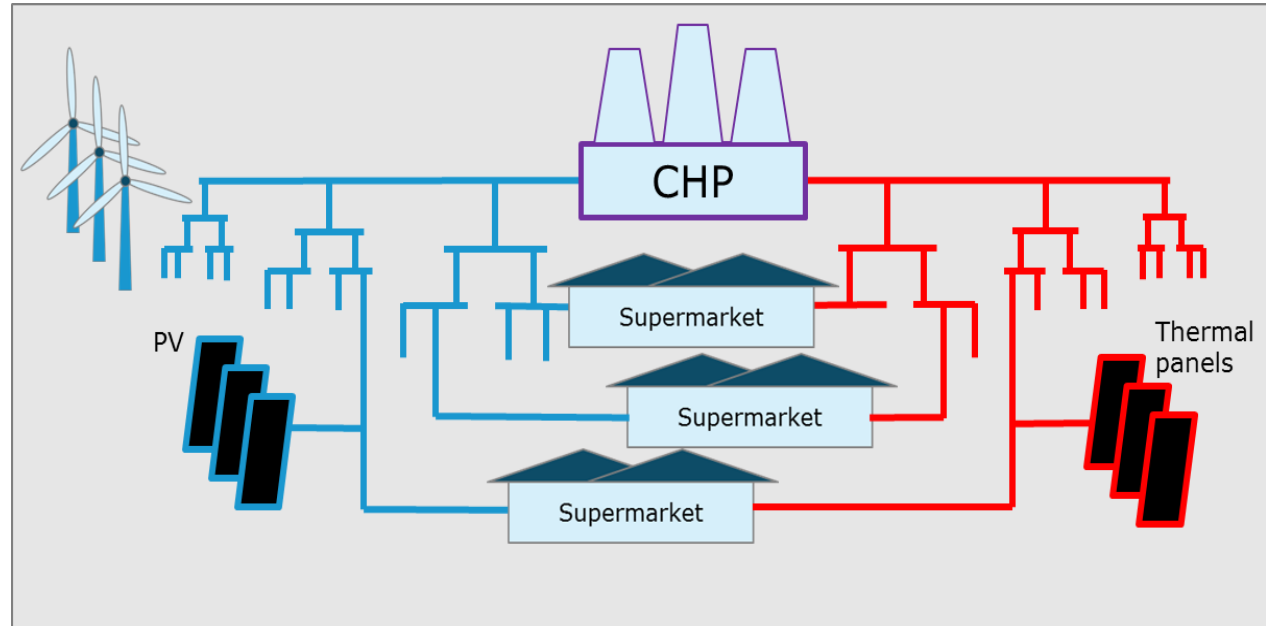 CHP
Supermarket
PV
Thermal
panels
Supermarket
Supermarket